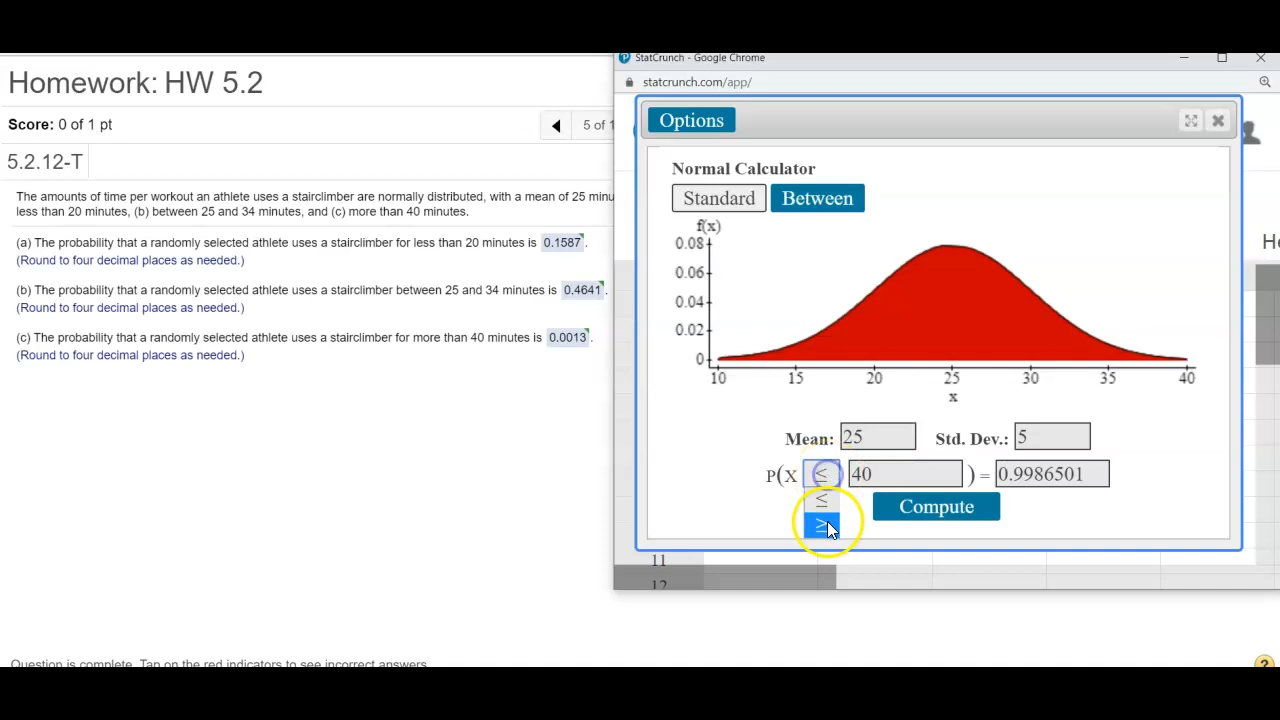 Homework: HW 5.2
Score: 0 of 1 pt
5 of 1
5.2.12-T
The amounts of time per workout an athlete uses a stairclimber are normally distributed, with a mean of 25 minu
less than 20 minutes, (b) between 25 and 34 minutes, and (c) more than 40 minutes.
(a) The probability that a randomly selected athlete uses a stairclimber for less than 20 minutes is 0.1587.
(Round to four decimal places as needed.)
(b) The probability that a randomly selected athlete uses a stairclimber between 25 and 34 minutes is 0.4641.
(Round to four decimal places as needed.)
(c) The probability that a randomly selected athlete uses a stairclimber for more than 40 minutes is 0.0013.
(Round to four decimal places as needed.)
Question is complete. Tap on the red indicators to see incorrect answers.
StatCrunch - Google Chrome
statcrunch.com/app/
Options
Normal Calculator
Standard Between
f(x)
0.08
0.06
0.04
0.02
0
10 15 20 25 30 35 40
x
Mean: 25 Std. Dev.: 5
P(X ≤ 40 ) = 0.9986501
≤
≥
Compute
11
12
He
?